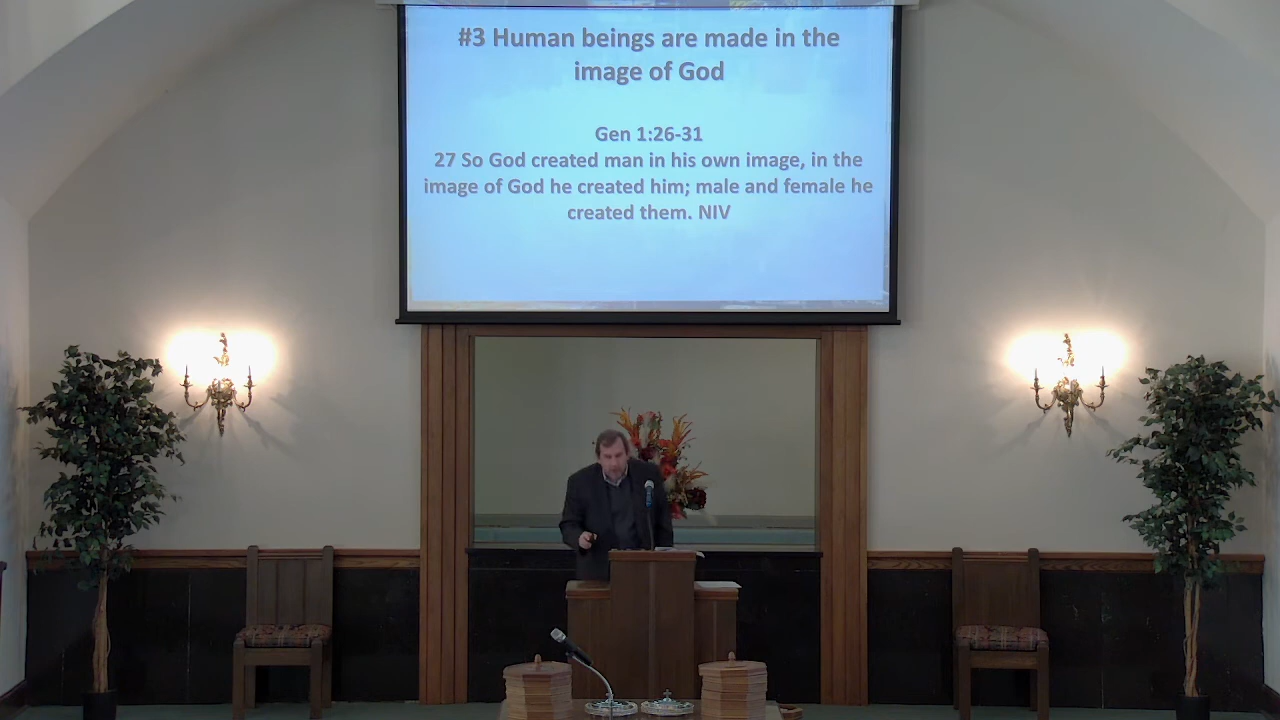 #3 Human beings are made in the
image of God
Gen 1:26-31
27 So God created man in his own image, in the
image of God he created him; male and female he
created them. NIV